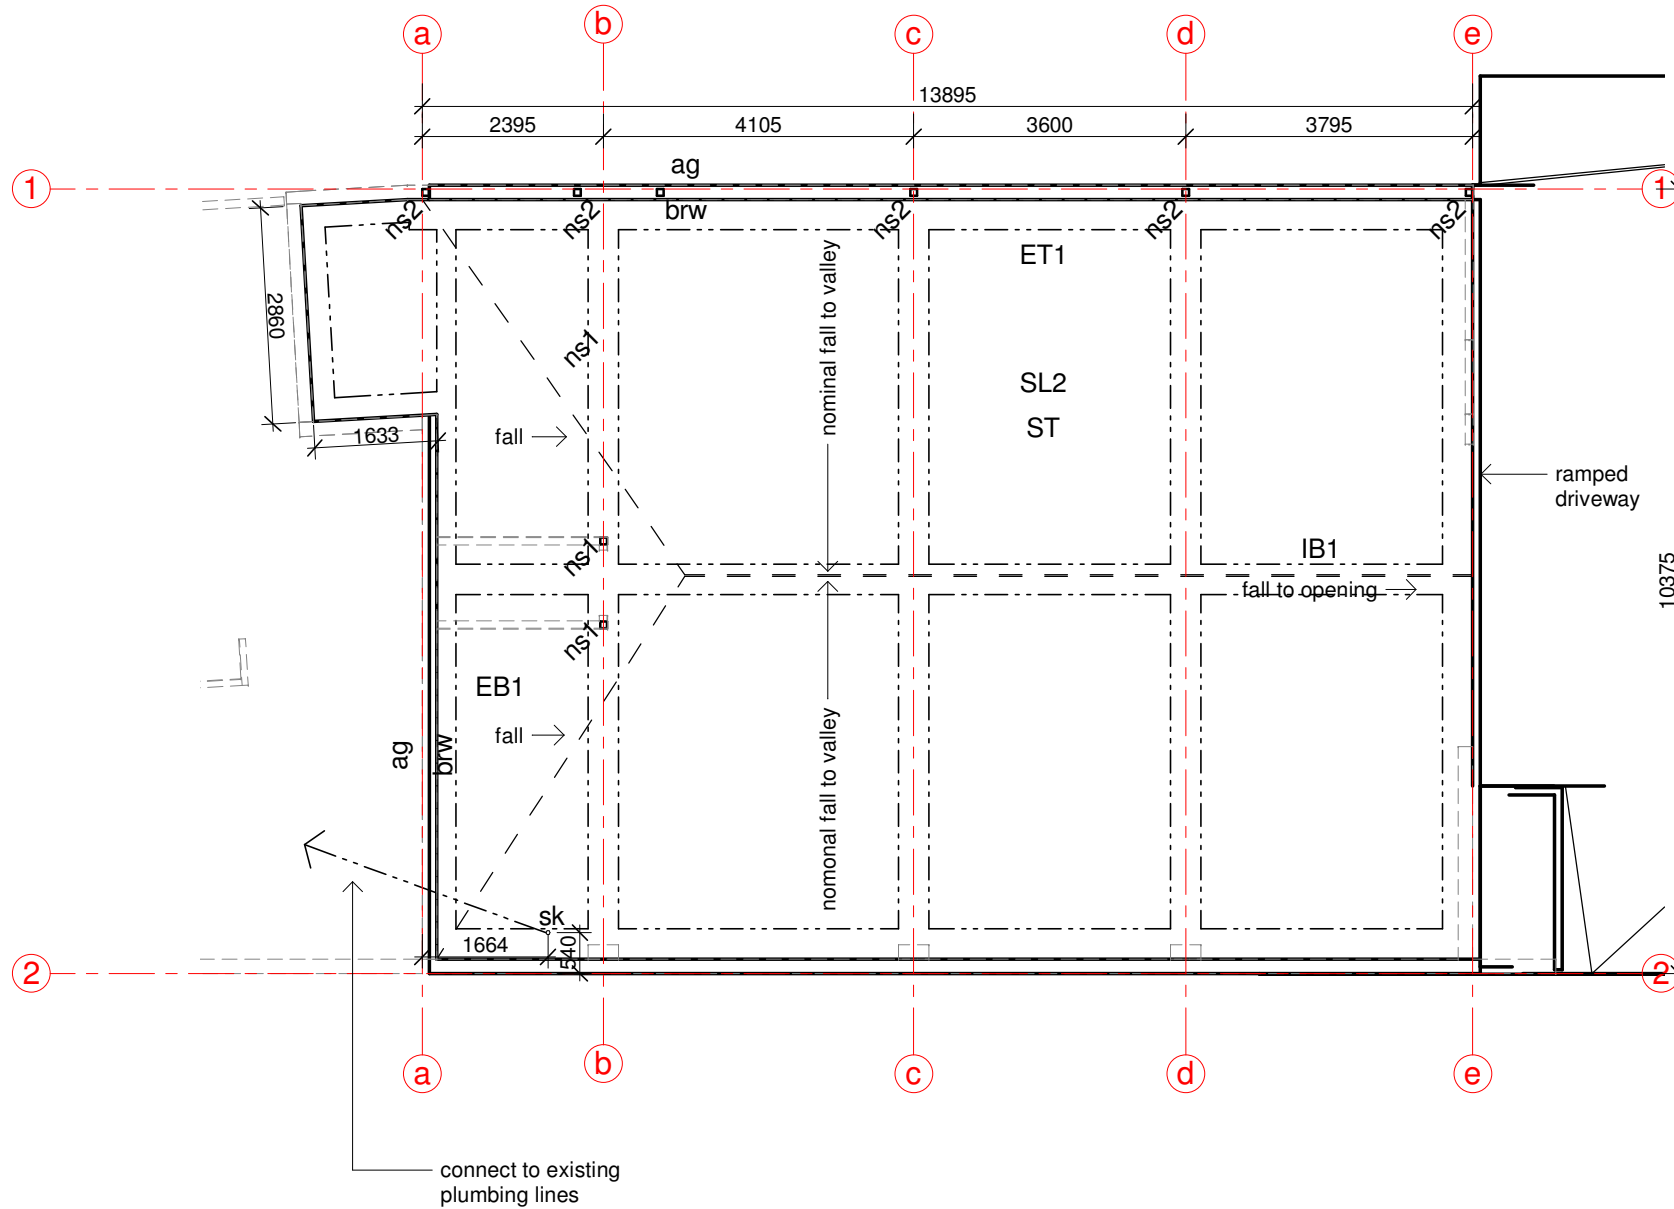 a
b
c
d
e
13895
2395
4105
3600
3795
ag
1
1
brw
ns2
ns2
ns2
ns2
ns2
ET1
nominal fall to valley
2860
ns1
SL2
ST
fall
1633
ramped
driveway
IB1
ns1
fall to opening
10375
ns1
EB1
fall
ag
brw
nomonal fall to valley
sk
1664
540
2
2
a
b
c
d
e
connect to existing
plumbing lines